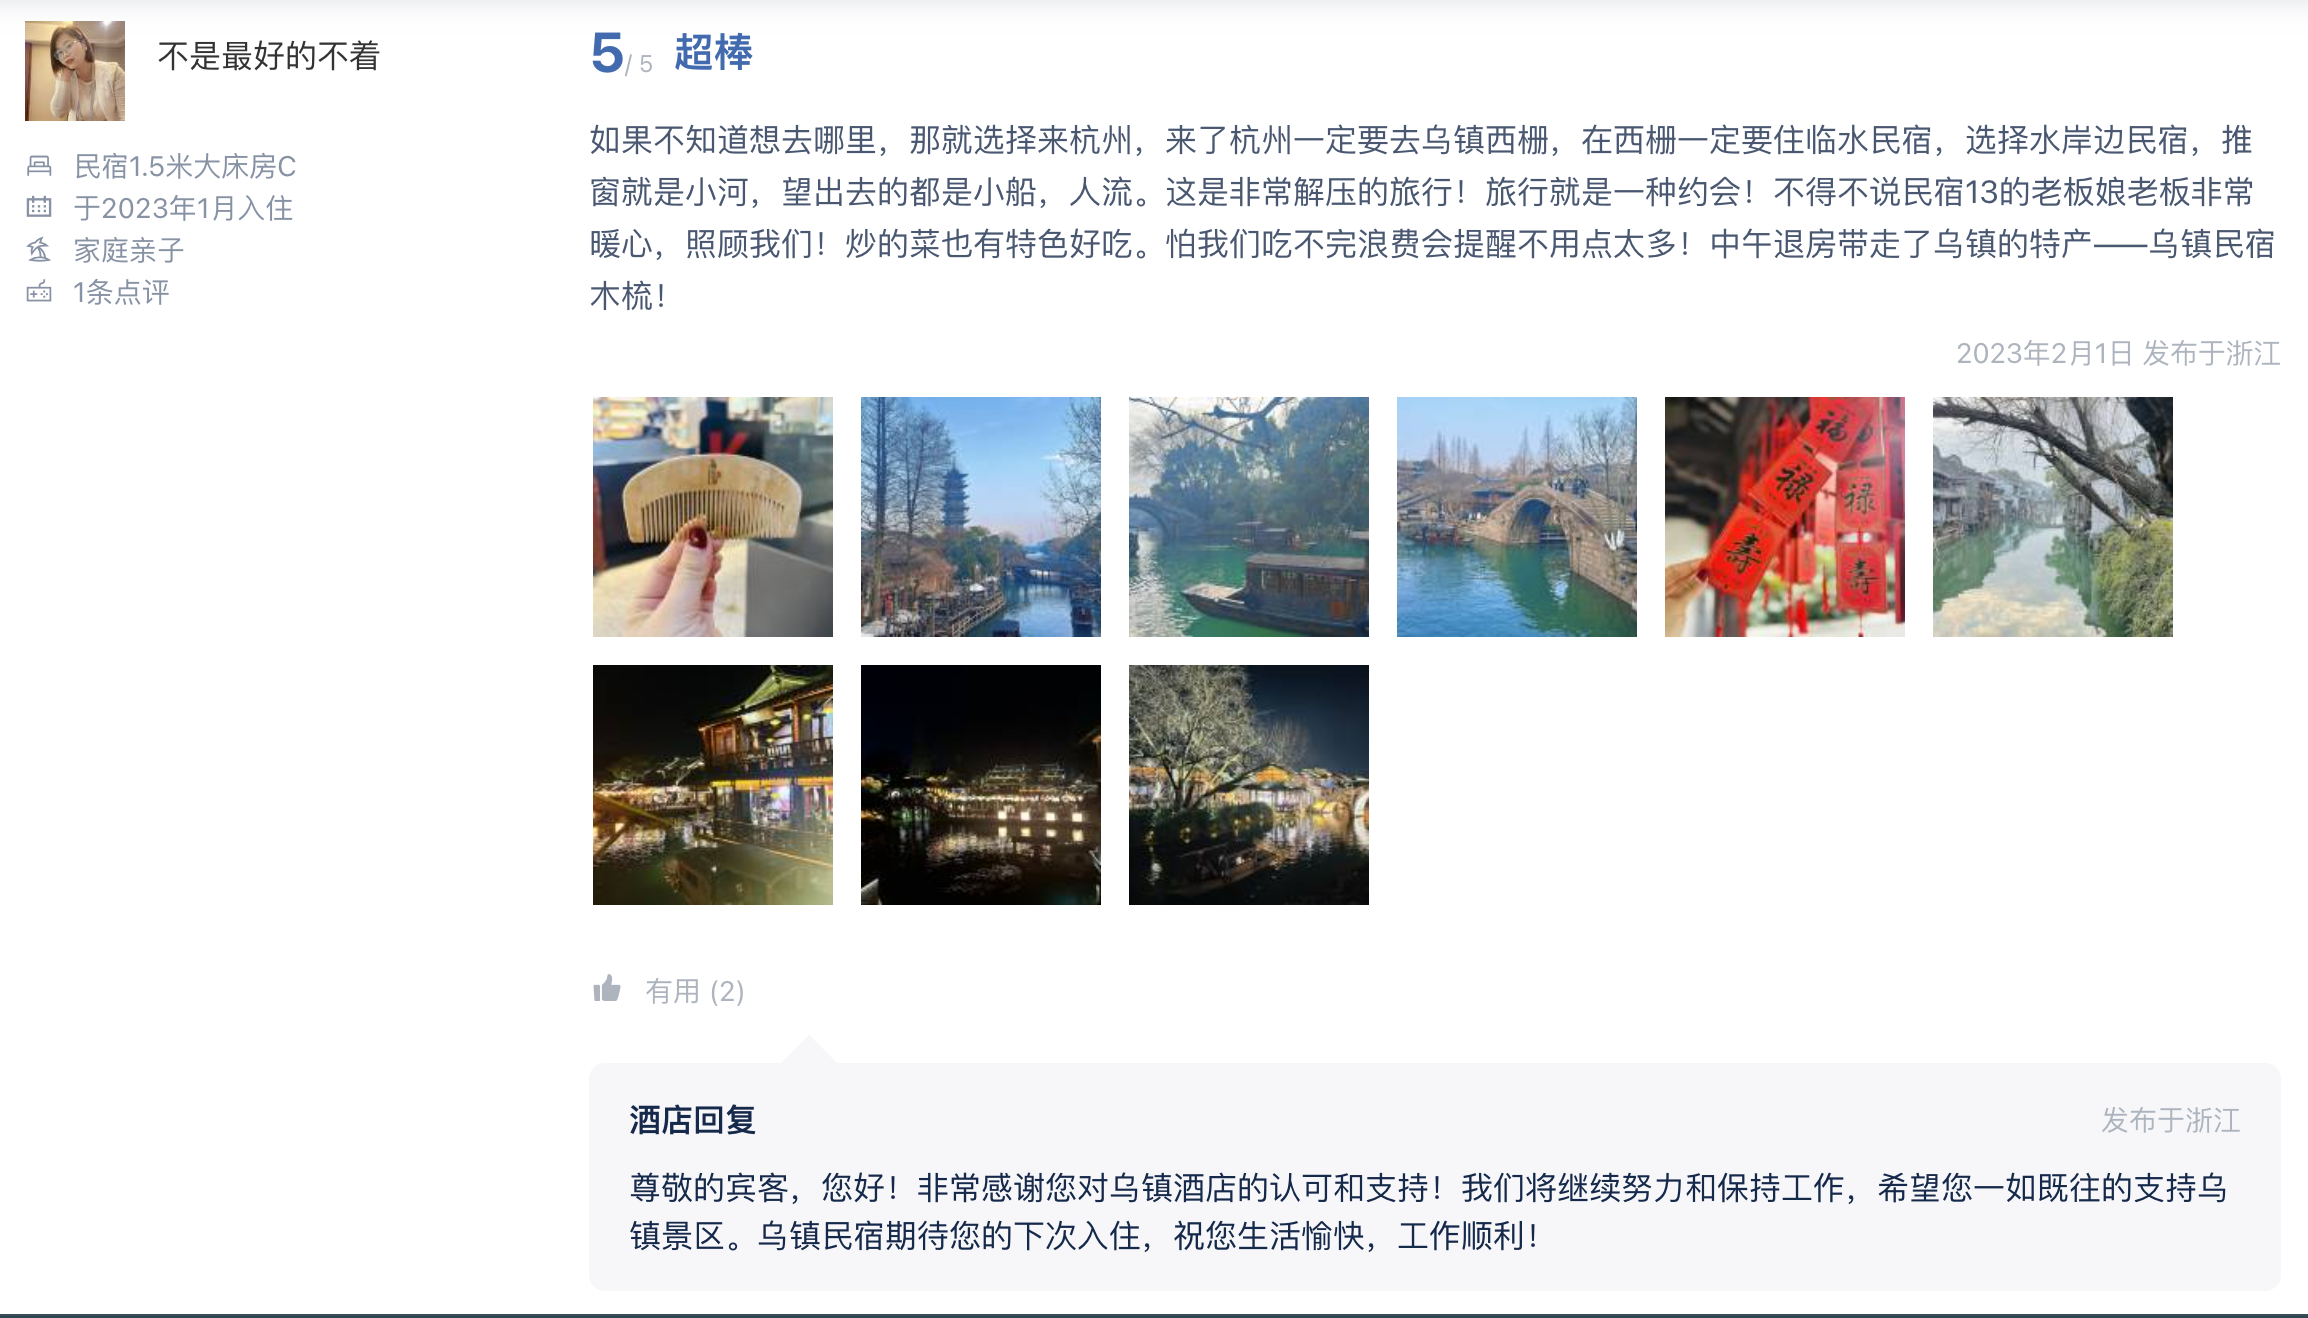 不是最好的不着
民宿1.5米大床房C
于2023年1月入住
家庭亲子
1条点评
5/ 5 超棒
如果不知道想去哪里，那就选择来杭州，来了杭州一定要去乌镇西栅，在西栅一定要住临水民宿，选择水岸边民宿，推
窗就是小河，望出去的都是小船，人流。这是非常解压的旅行！旅行就是一种约会！不得不说民宿13的老板娘老板非常
暖心，照顾我们！炒的菜也有特色好吃。怕我们吃不完浪费会提醒不用点太多！中午退房带走了乌镇的特产——乌镇民宿
木梳！
2023年2月1日 发布于浙江
福
禄
寿
禄
寿
有用 (2)
酒店回复
发布于浙江
尊敬的宾客，您好！非常感谢您对乌镇酒店的认可和支持！我们将继续努力和保持工作，希望您一如既往的支持乌
镇景区。乌镇民宿期待您的下次入住，祝您生活愉快，工作顺利！